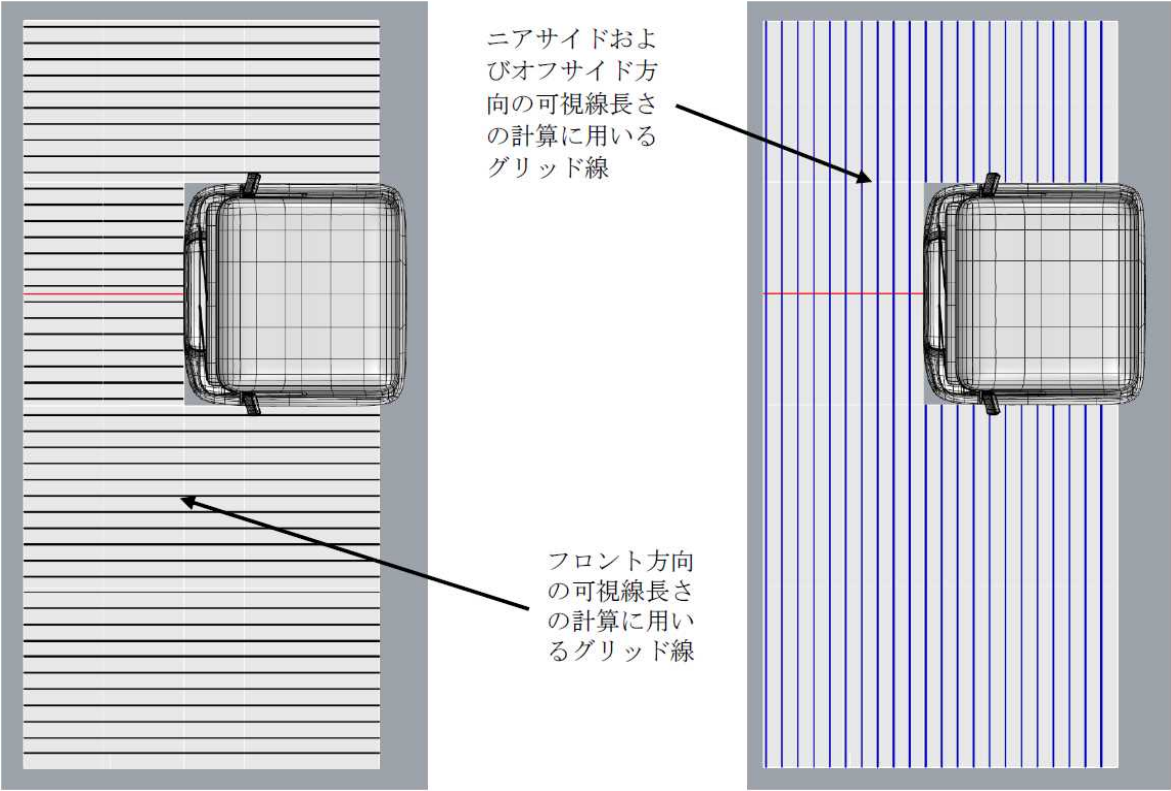 ニアサイドおよ
びオフサイド方
向の可視線長さ
の計算に用いる
グリッド線
フロント方向
の可視線長さ
の計算に用い
るグリッド線